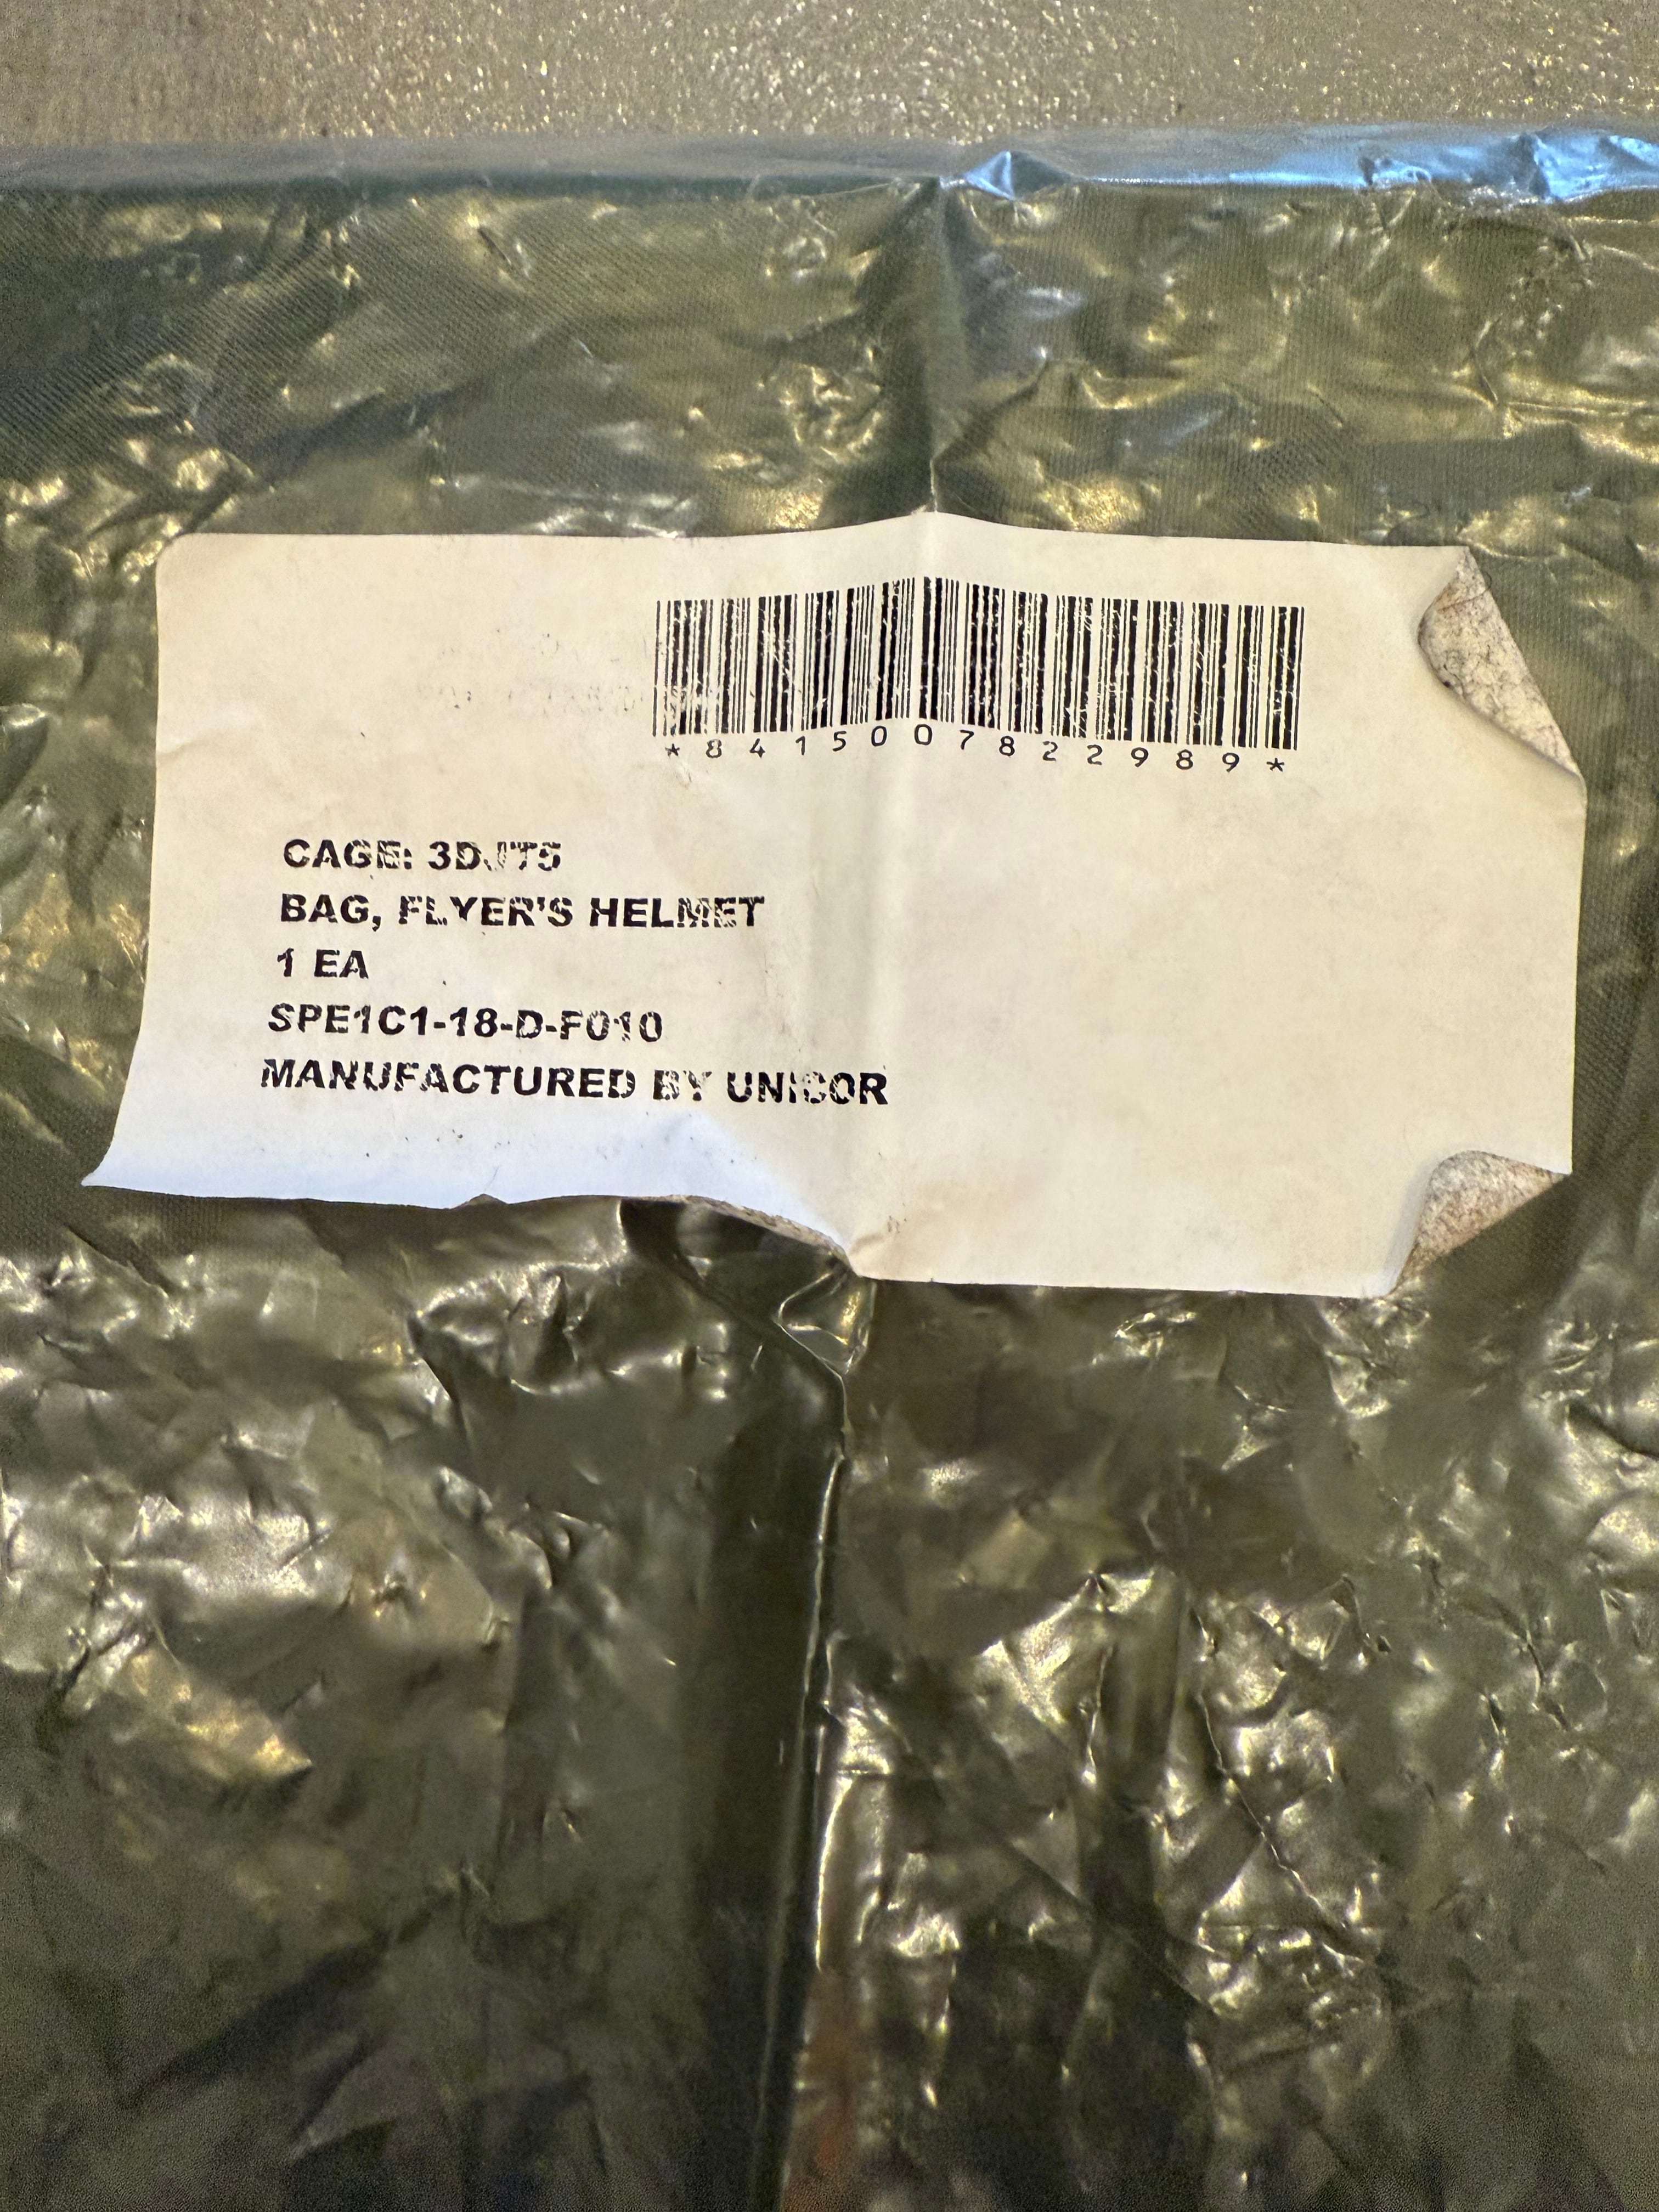 *8415007822989*
CAGE: 3DJT5
BAG, FLYER'S HELMET
1 EA
SPE1C1-18-D-F010
MANUFACTURED BY UNICOR